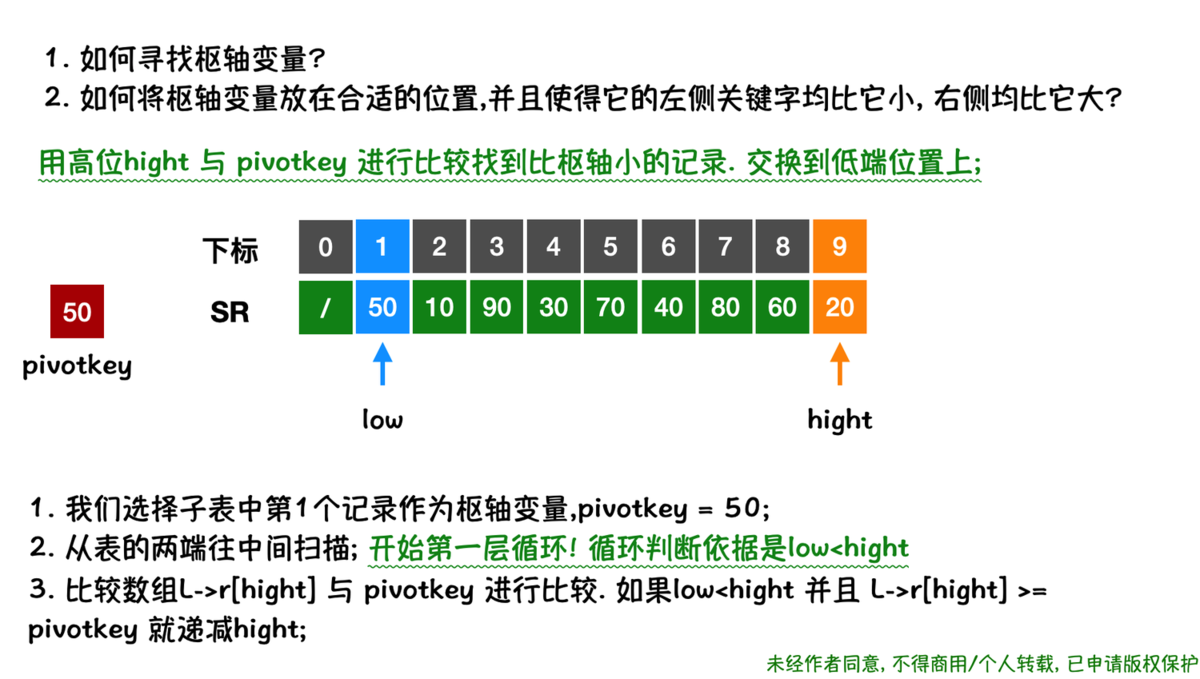 1. 如何寻找枢轴变量?
2. 如何将枢轴变量放在合适的位置,并且使得它的左侧关键字均比它小, 右侧均比它大?
用高位hight 与 pivotkey 进行比较找到比枢轴小的记录. 交换到低端位置上;
下标 0 1 2 3 4 5 6 7 8 9
50 SR / 50 10 90 30 70 40 80 60 20
pivotkey
low hight
1. 我们选择子表中第1个记录作为枢轴变量,pivotkey = 50;
2. 从表的两端往中间扫描; 开始第一层循环! 循环判断依据是low<hight
3. 比较数组L->r[hight] 与 pivotkey 进行比较. 如果low<hight 并且 L->r[hight] >=
pivotkey 就递减hight;
未经作者同意, 不得商用/个人转载, 已申请版权保护